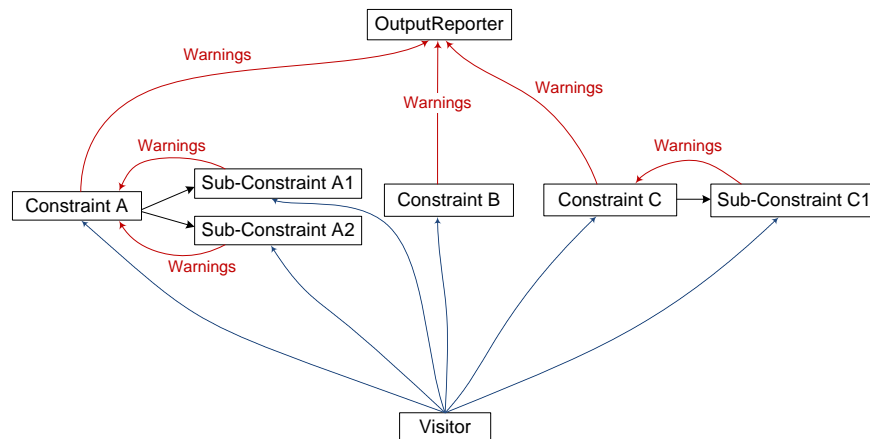 OutputReporter
Warnings
Warnings
Warnings
Warnings
Warnings
Sub-Constraint A1
Constraint A
Constraint B
Constraint C
Sub-Constraint C1
Sub-Constraint A2
Warnings
Visitor